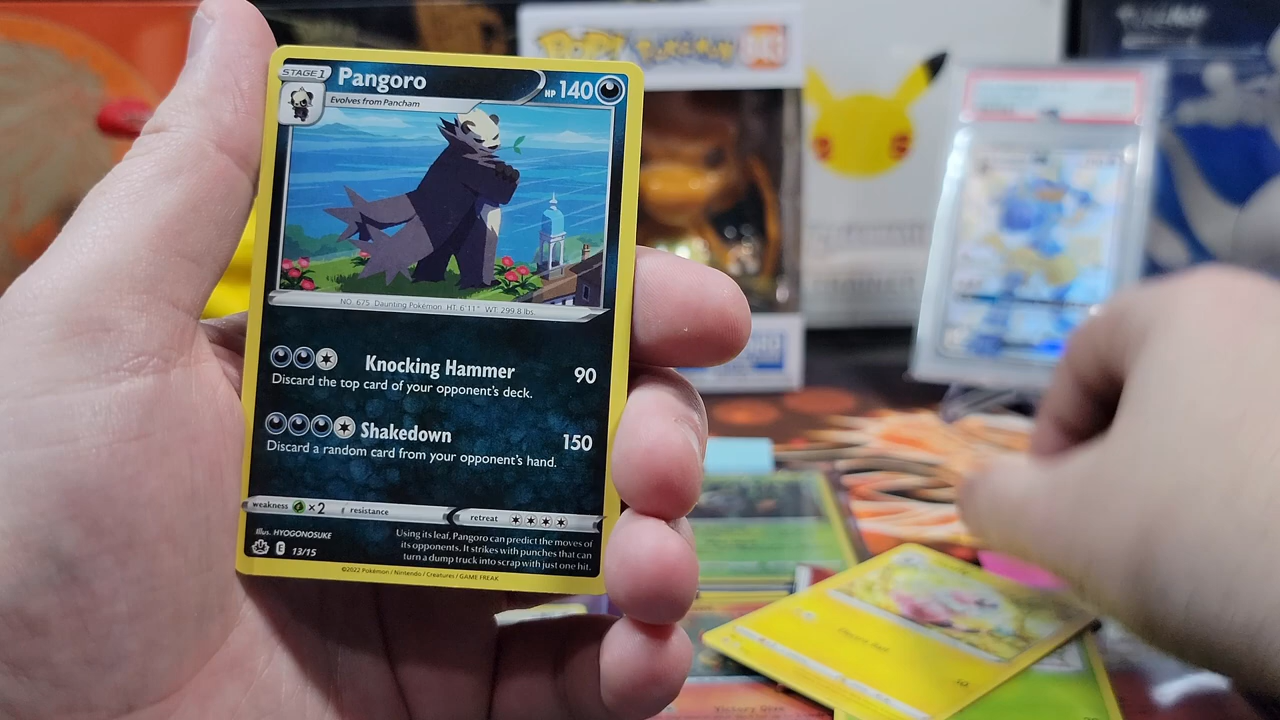 STAGE 1
Pangoro
HP 140
Evolves from Pancham
NO. 675 Daunting Pokémon HT: 6'11" WT: 299.8 lbs.
Knocking Hammer 90
Discard the top card of your opponent's deck.
Shakedown 150
Discard a random card from your opponent's hand.
weakness ×2 resistance retreat
Illus. HYOGONOSUKE
E 13/15
Using its leaf, Pangoro can predict the moves of
its opponents. It strikes with punches that can
turn a dump truck into scrap with just one hit.
©2022 Pokémon / Nintendo / Creatures / GAME FREAK
POP! Pokémon 843
Pokémon